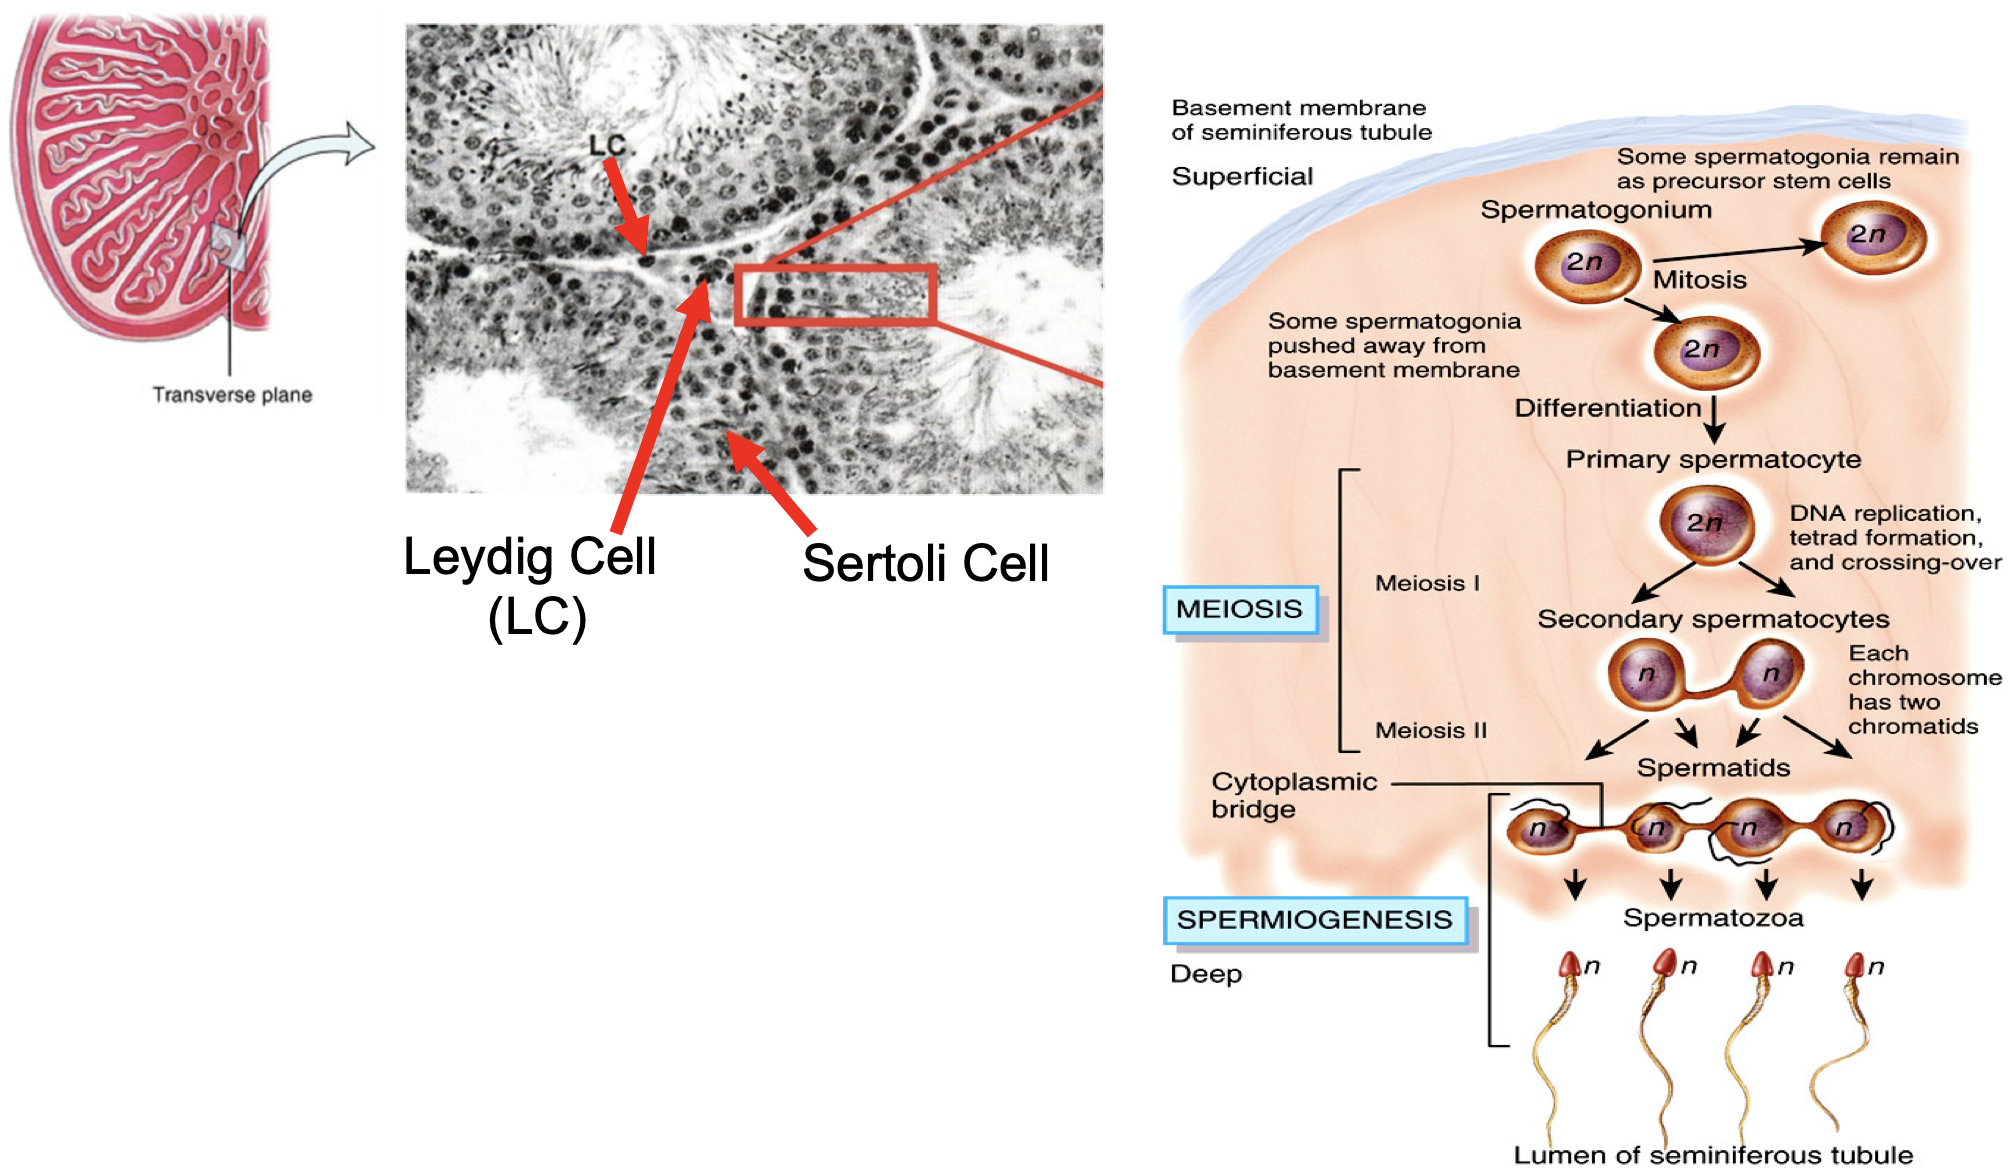 Transverse plane
LC
Leydig Cell
(LC)
Sertoli Cell
Basement membrane
of seminiferous tubule
Superficial
Some spermatogonia remain
as precursor stem cells
Spermatogonium
2n
2n
Mitosis
Some spermatogonia
pushed away from
basement membrane
2n
Differentiation
Primary spermatocyte
2n
DNA replication,
tetrad formation,
and crossing-over
Meiosis I
MEIOSIS
Secondary spermatocytes
n
n
Each
chromosome
has two
chromatids
Meiosis II
Spermatids
Cytoplasmic
bridge
n
n
n
n
SPERMIOGENESIS
Spermatozoa
Deep
n
n
n
n
Lumen of seminiferous tubule